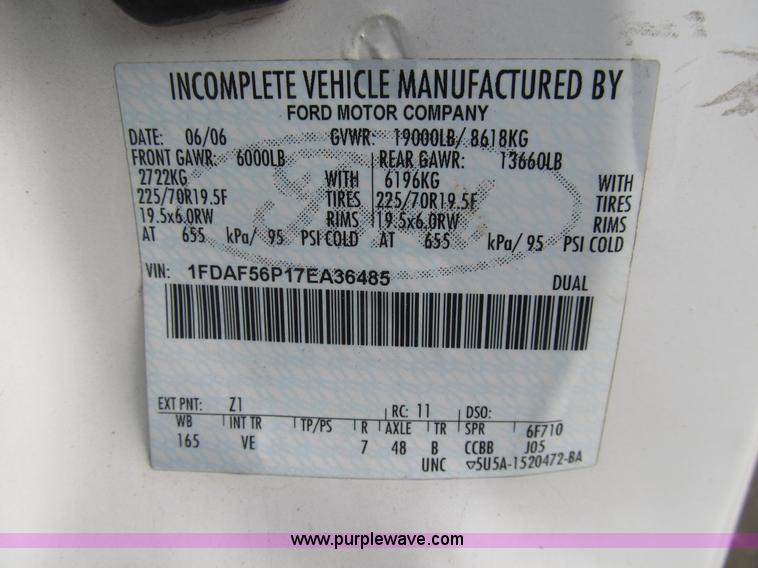 INCOMPLETE VEHICLE MANUFACTURED BY
FORD MOTOR COMPANY
DATE: 06/06 GVWR: 19000LB/ 8618KG
FRONT GAWR: 6000LB REAR GAWR: 13660LB
2722KG WITH 6196KG WITH
225/70R19.5F TIRES 225/70R19.5F TIRES
19.5x6.0RW RIMS 19.5x6.0RW RIMS
AT 655 kPa/ 95 PSI COLD AT 655 kPa/ 95 PSI COLD
VIN: 1FDAF56P17EA36485 DUAL
EXT PNT: Z1 RC: 11 DSO:
WB INT TR TP/PS R AXLE TR SPR 6F710
165 VE 7 48 B CCBB J05
UNC 5U5A-1520472-BA
www.purplewave.com